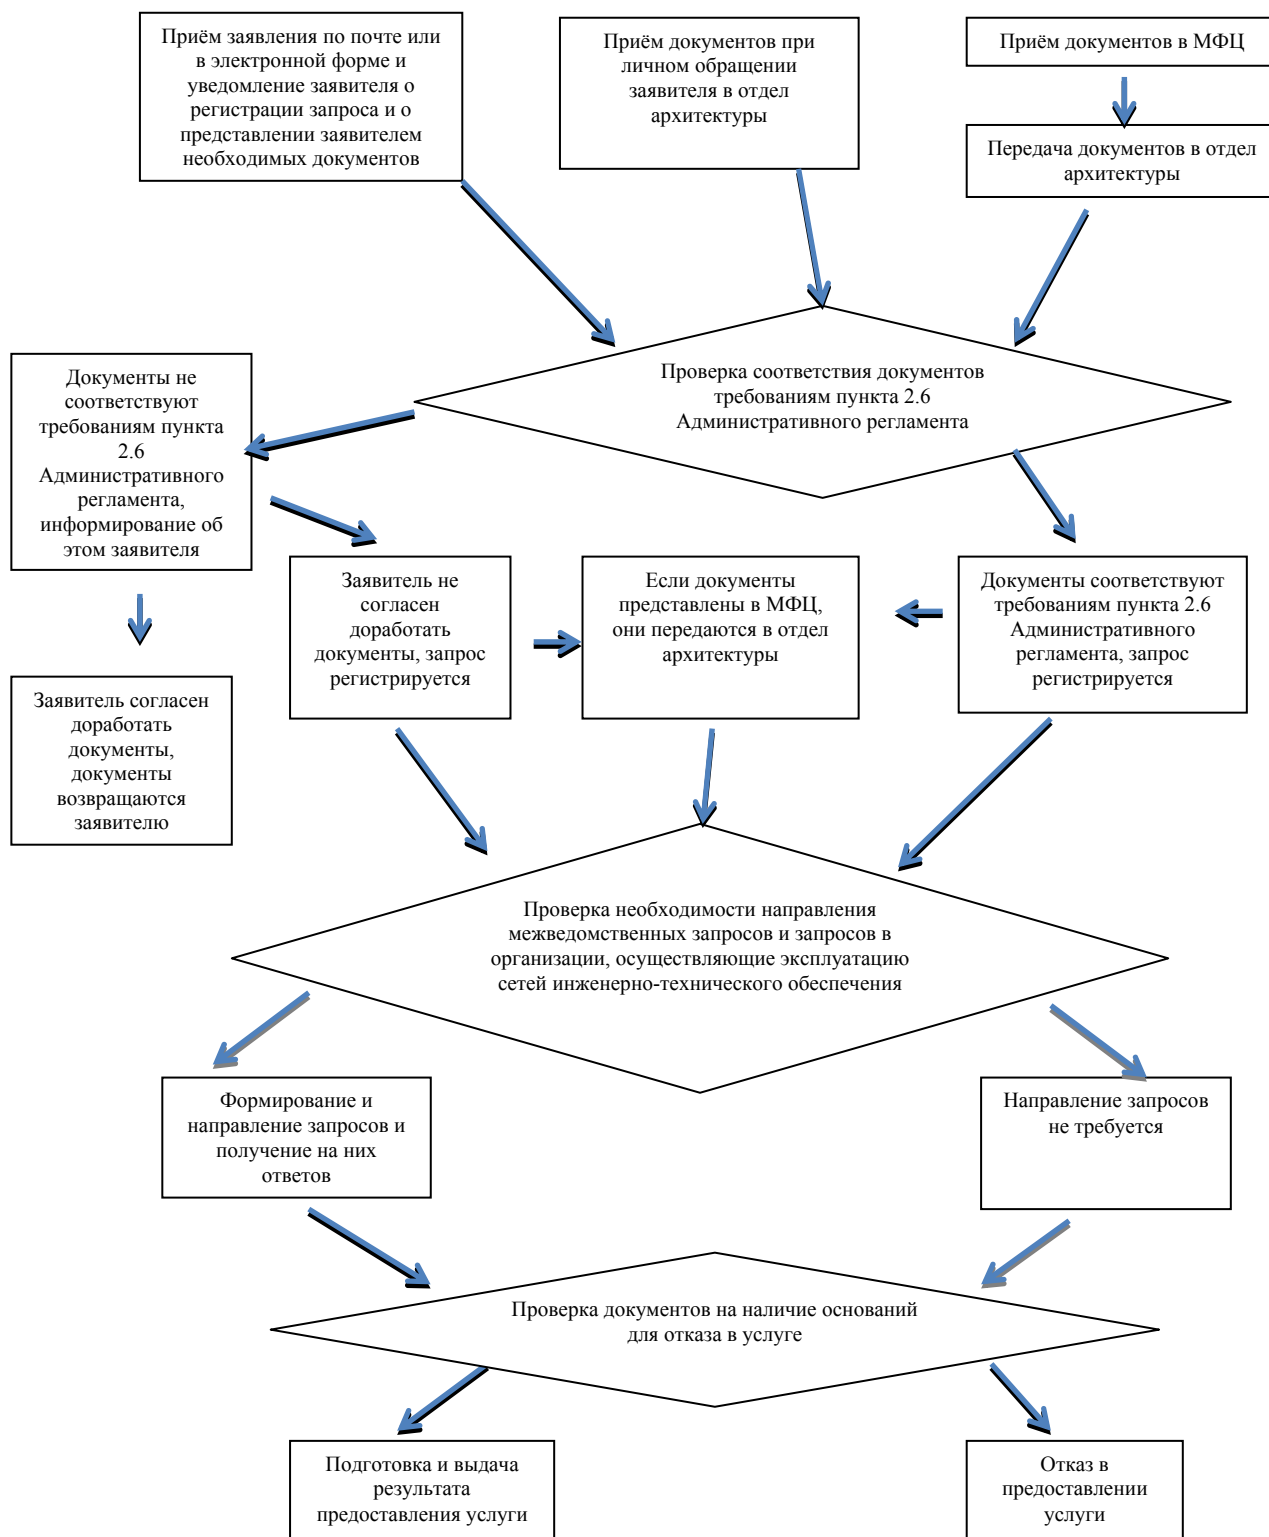 Приём заявления по почте или
в электронной форме и
уведомление заявителя о
регистрации запроса и о
представлении заявителем
необходимых документов
Приём документов при
личном обращении
заявителя в отдел
архитектуры
Приём документов в МФЦ
Передача документов в отдел
архитектуры
Проверка соответствия документов
требованиям пункта 2.6
Административного регламента
Документы не
соответствуют
требованиям пункта
2.6
Административного
регламента,
информирование об
этом заявителя
Заявитель не
согласен
доработать
документы, запрос
регистрируется
Если документы
представлены в МФЦ,
они передаются в отдел
архитектуры
Документы соответствуют
требованиям пункта 2.6
Административного
регламента, запрос
регистрируется
Заявитель согласен
доработать
документы,
документы
возвращаются
заявителю
Проверка необходимости направления
межведомственных запросов и запросов в
организации, осуществляющие эксплуатацию
сетей инженерно-технического обеспечения
Формирование и
направление запросов и
получение на них
ответов
Направление запросов
не требуется
Проверка документов на наличие оснований
для отказа в услуге
Подготовка и выдача
результата
предоставления услуги
Отказ в
предоставлении
услуги